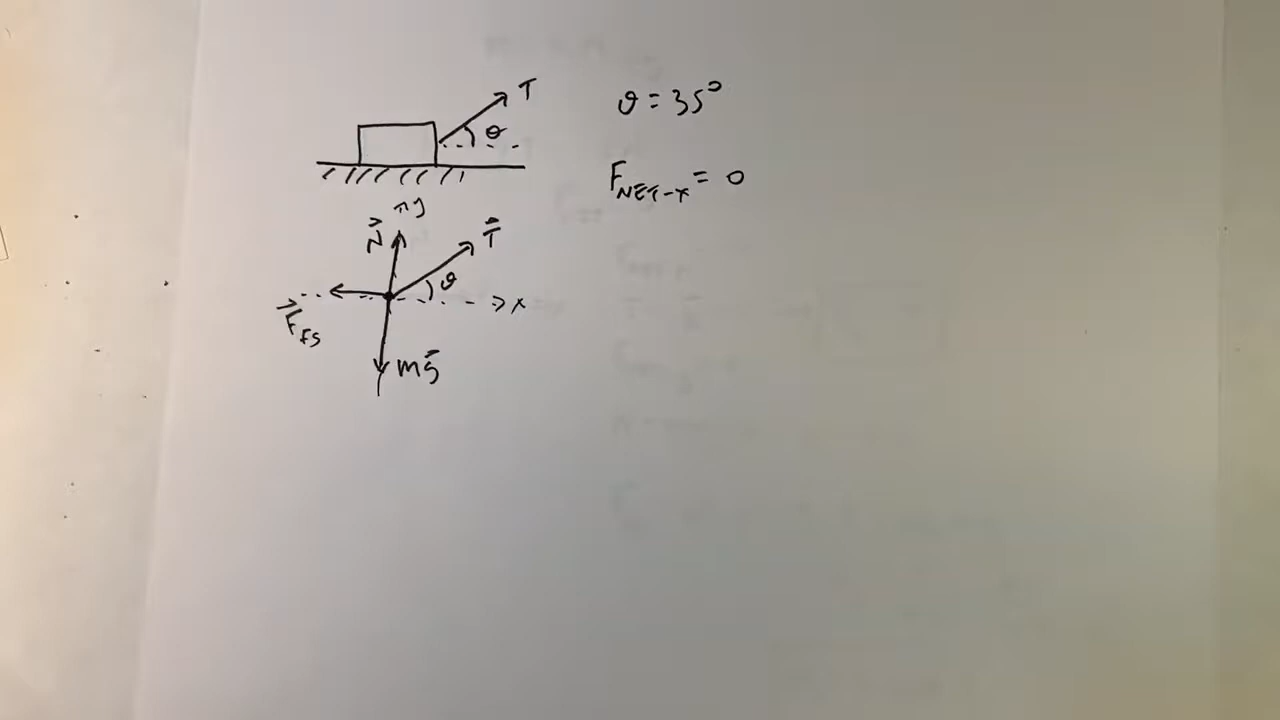 T
θ
θ = 35°
F_NET-x = 0
y
N⃗
T⃗
θ
x
F⃗_fs
mg⃗